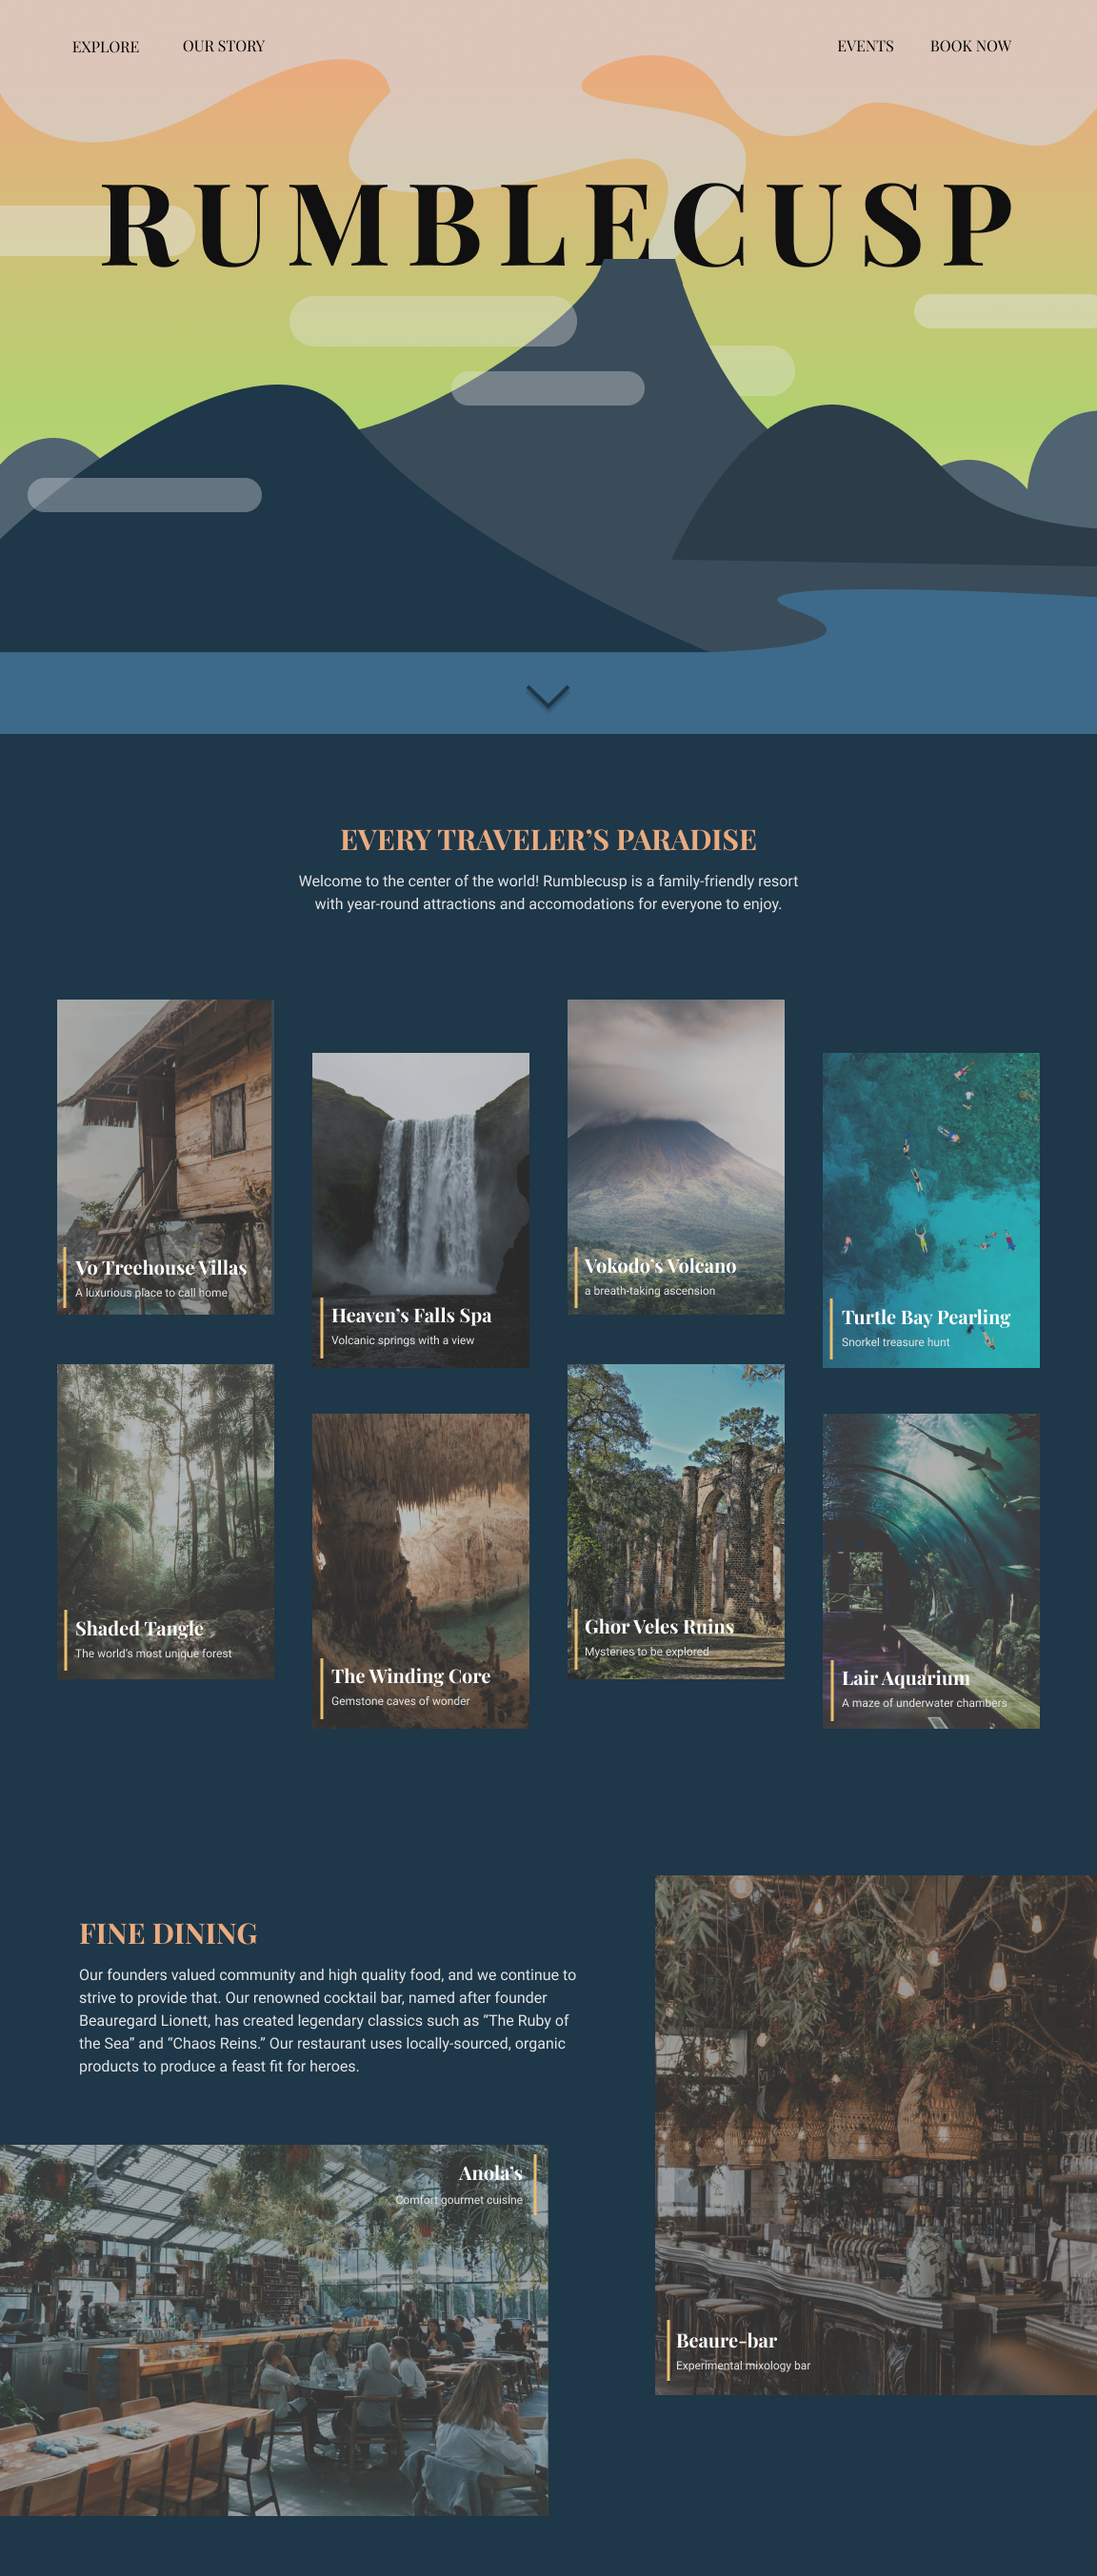 EXPLORE
OUR STORY
EVENTS
BOOK NOW
RUMBLECUSP
EVERY TRAVELER’S PARADISE
Welcome to the center of the world! Rumblecusp is a family-friendly resort
with year-round attractions and accomodations for everyone to enjoy.
Vo Treehouse Villas
A luxurious place to call home
Heaven’s Falls Spa
Volcanic springs with a view
Vokodo’s Volcano
a breath-taking ascension
Turtle Bay Pearling
Snorkel treasure hunt
Shaded Tangle
The world’s most unique forest
The Winding Core
Gemstone caves of wonder
Ghor Veles Ruins
Mysteries to be explored
Lair Aquarium
A maze of underwater chambers
FINE DINING
Our founders valued community and high quality food, and we continue to
strive to provide that. Our renowned cocktail bar, named after founder
Beauregard Lionett, has created legendary classics such as “The Ruby of
the Sea” and “Chaos Reins.” Our restaurant uses locally-sourced, organic
products to produce a feast fit for heroes.
Anola’s
Comfort gourmet cuisine
Beaure-bar
Experimental mixology bar